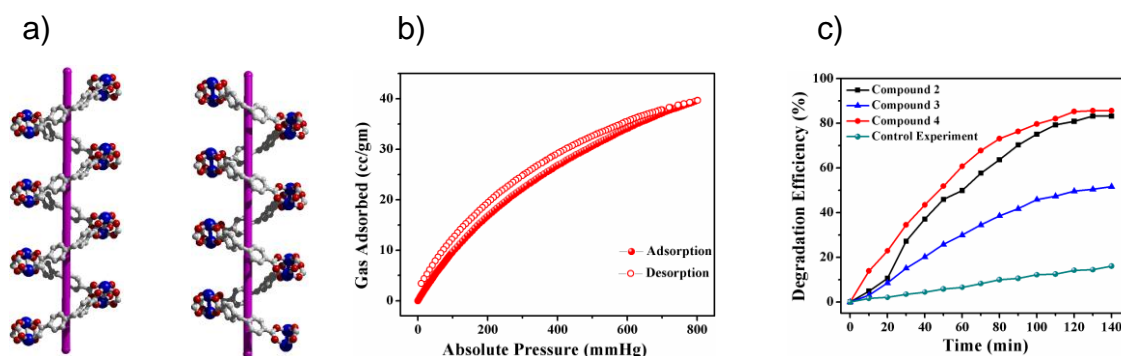 a)
b)
c)
Gas Adsorbed (cc/gm)
40
30
20
10
0
Adsorption
Desorption
0 200 400 600 800
Absolute Pressure (mmHg)
Degradation Efficiency (%)
100
80
60
40
20
0
Compound 2
Compound 3
Compound 4
Control Experiment
0 20 40 60 80 100 120 140
Time (min)